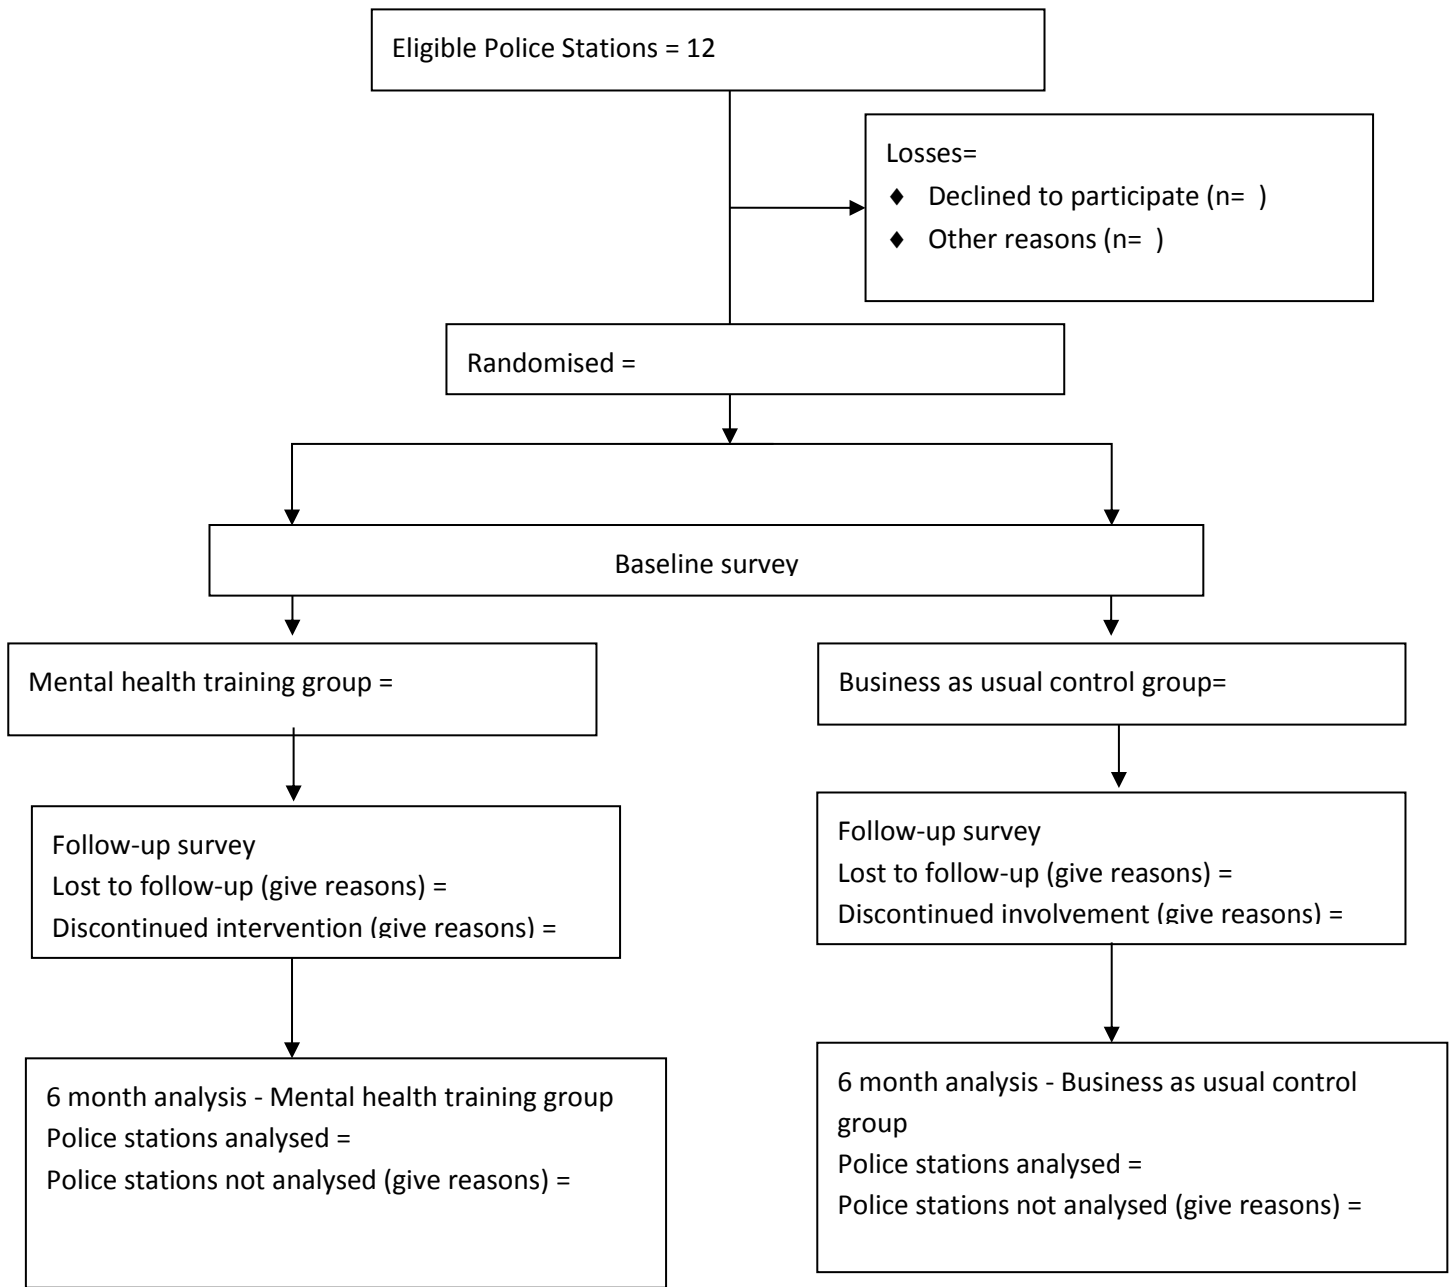 Eligible Police Stations = 12
Losses=
♦ Declined to participate (n=  )
♦ Other reasons (n=  )
Randomised =
Baseline survey
Mental health training group =
Business as usual control group=
Follow-up survey
Lost to follow-up (give reasons) =
Discontinued intervention (give reasons) =
Follow-up survey
Lost to follow-up (give reasons) =
Discontinued involvement (give reasons) =
6 month analysis - Mental health training group
Police stations analysed =
Police stations not analysed (give reasons) =
6 month analysis - Business as usual control
group
Police stations analysed =
Police stations not analysed (give reasons) =